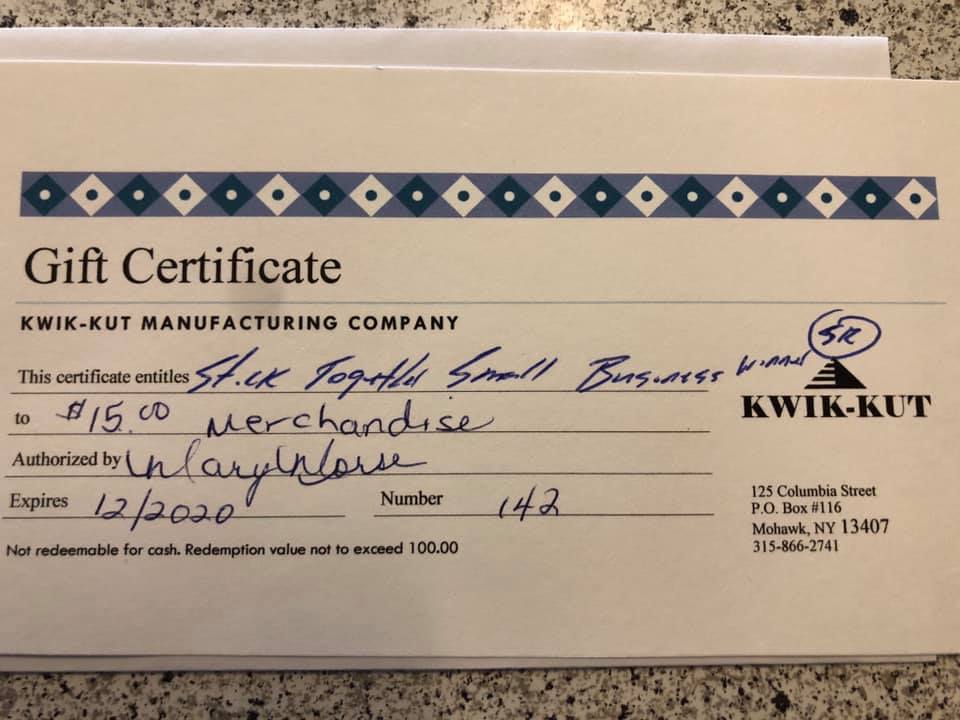 Gift Certificate
KWIK-KUT MANUFACTURING COMPANY
This certificate entitles Stick Together Small Business Winner
KWIK-KUT
to $15.00 Merchandise
Authorized by Mary Morse
Expires 12/2020 Number 142
125 Columbia Street
P.O. Box #116
Mohawk, NY 13407
315-866-2741
Not redeemable for cash. Redemption value not to exceed 100.00